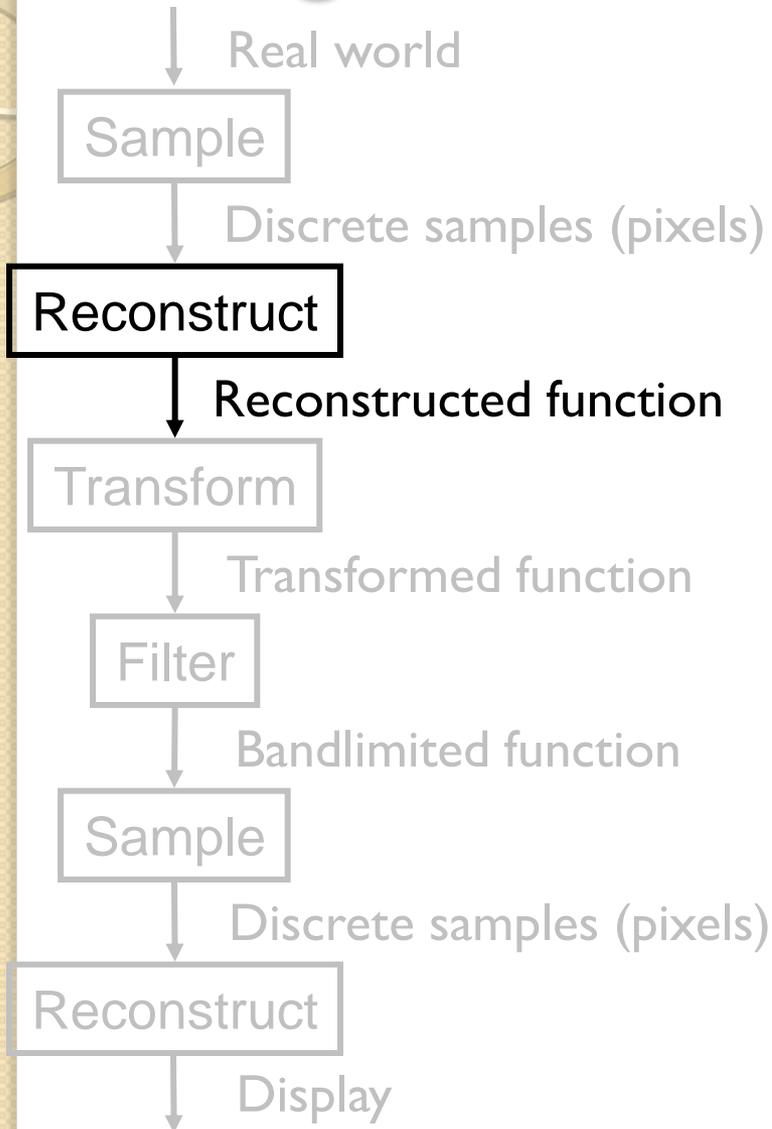 Real world
Sample
Discrete samples (pixels)
Reconstruct
Reconstructed function
Transform
Transformed function
Filter
Bandlimited function
Sample
Discrete samples (pixels)
Reconstruct
Display